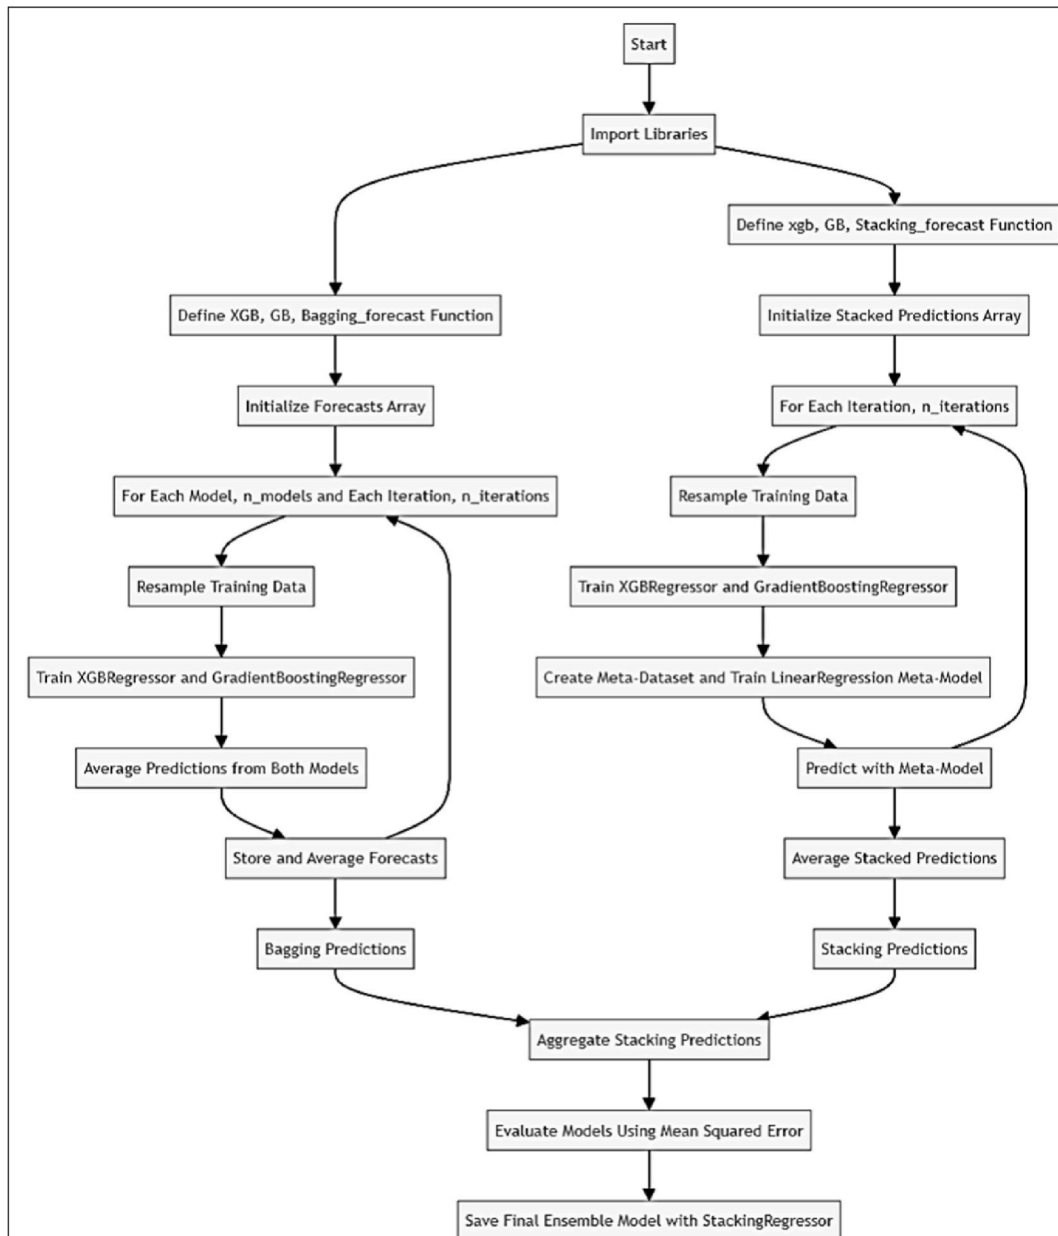 Start
Import Libraries
Define xgb, GB, Stacking_forecast Function
Define XGB, GB, Bagging_forecast Function
Initialize Stacked Predictions Array
Initialize Forecasts Array
For Each Iteration, n_iterations
For Each Model, n_models and Each Iteration, n_iterations
Resample Training Data
Resample Training Data
Train XGBRegressor and GradientBoostingRegressor
Train XGBRegressor and GradientBoostingRegressor
Create Meta-Dataset and Train LinearRegression Meta-Model
Average Predictions from Both Models
Predict with Meta-Model
Store and Average Forecasts
Average Stacked Predictions
Bagging Predictions
Stacking Predictions
Aggregate Stacking Predictions
Evaluate Models Using Mean Squared Error
Save Final Ensemble Model with StackingRegressor